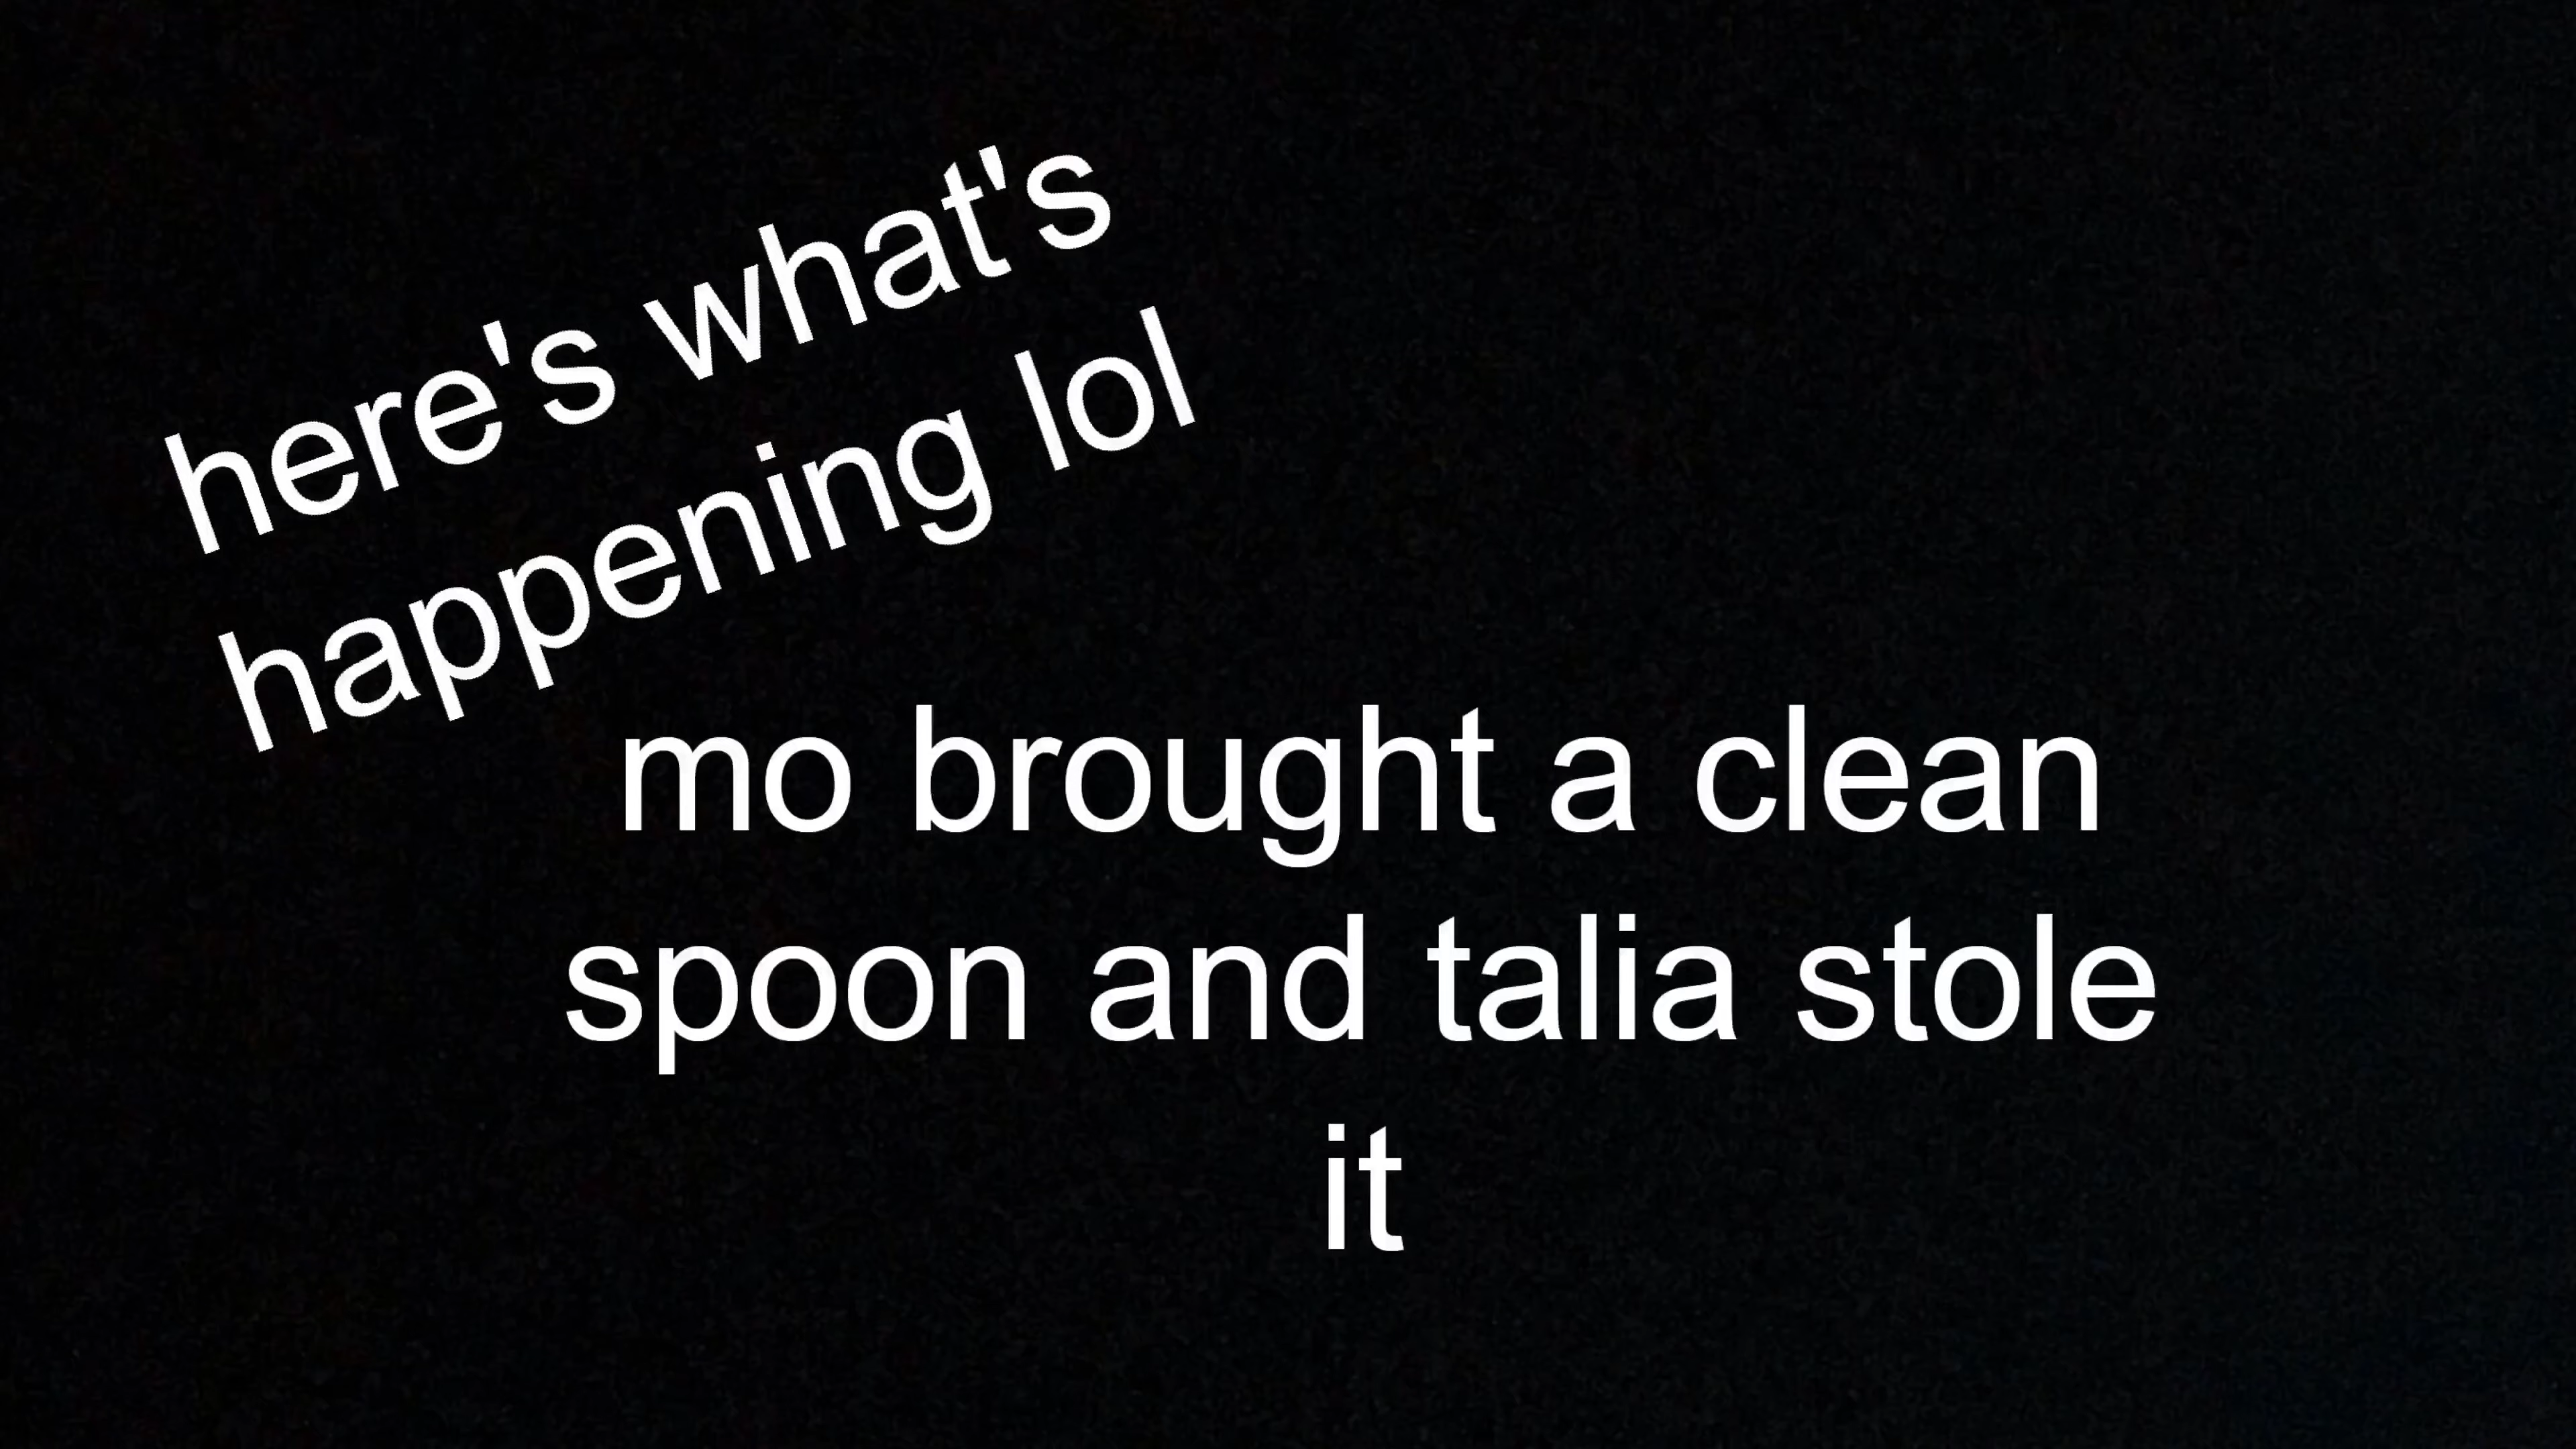 here's what's
happening lol
mo brought a clean
spoon and talia stole
it